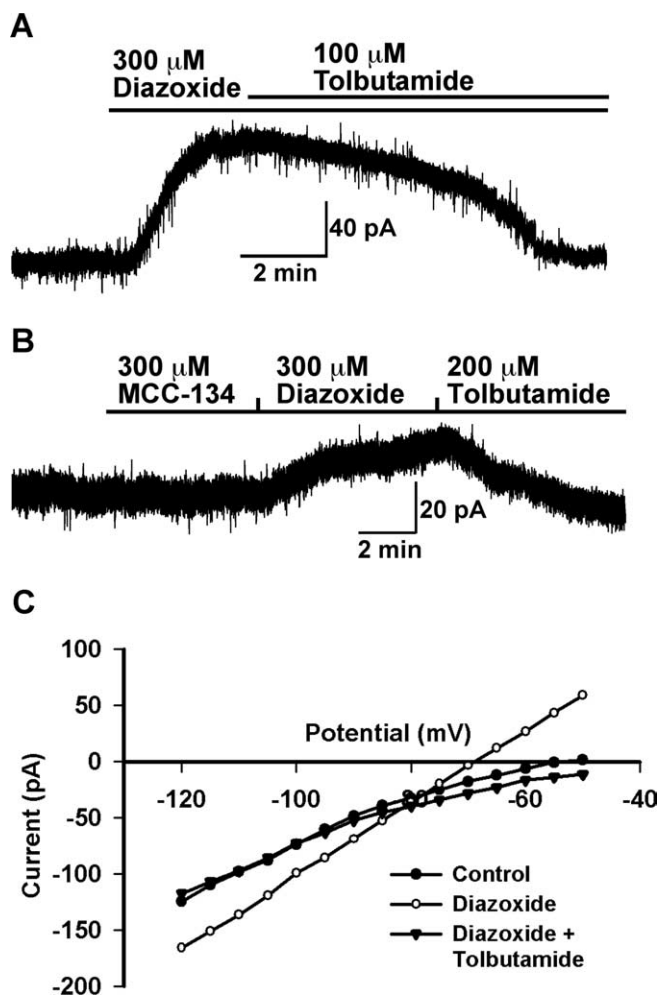 A
300 μM
Diazoxide
100 μM
Tolbutamide
40 pA
2 min
B
300 μM
MCC-134
300 μM
Diazoxide
200 μM
Tolbutamide
20 pA
2 min
C
100
50
0
-50
-100
-150
-200
Current (pA)
Potential (mV)
-120
-100
-80
-60
-40
Control
Diazoxide
Diazoxide +
Tolbutamide